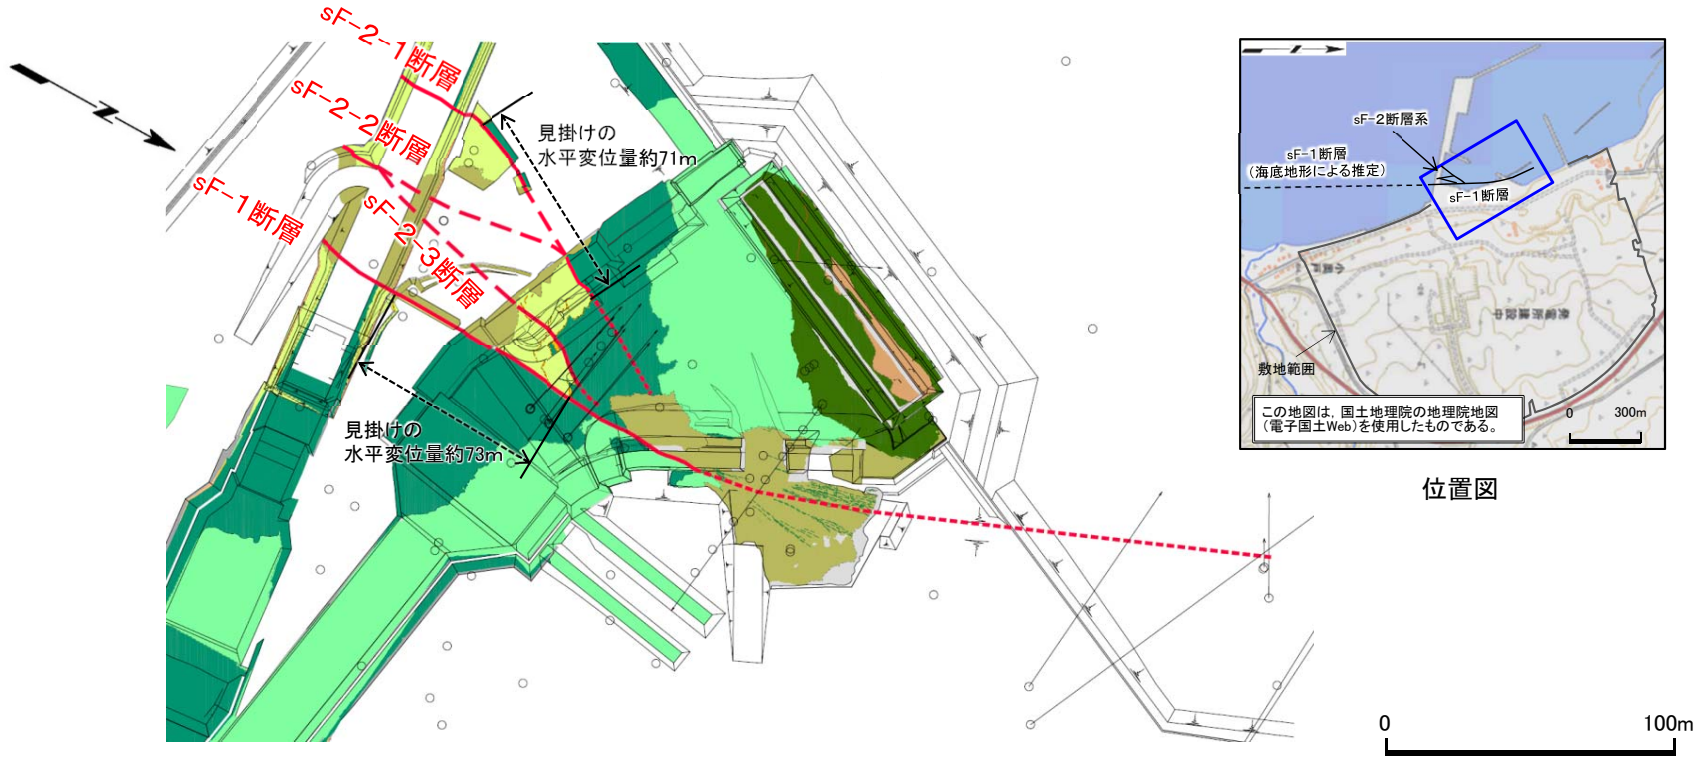 sF-2-1断層
sF-2-2断層
sF-1断層
sF-2-3断層
見掛けの
水平変位量約71m
見掛けの
水平変位量約73m
N
sF-2断層系
sF-1断層
(海底地形による推定)
sF-1断層
敷地範囲
この地図は,国土地理院の地理院地図
(電子国土Web)を使用したものである。
0 300m
位置図
0 100m